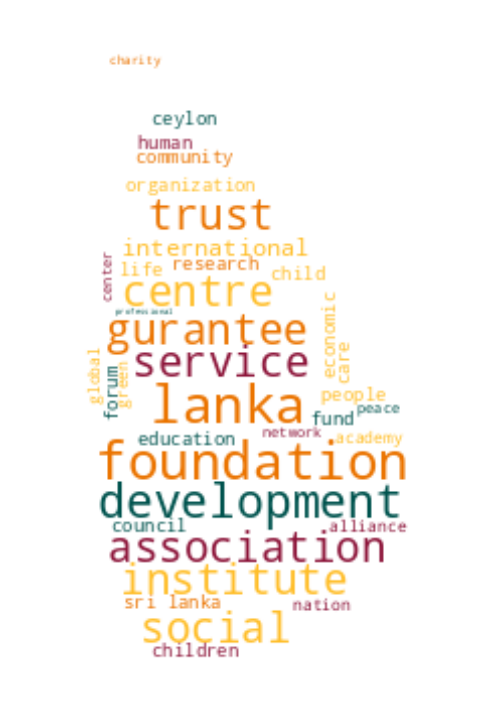 charity
ceylon
human
community
organization
trust
international
center
life
research
child
centre
professional
economic
gurantee
service
care
global
forum
green
lanka
people
peace
fund
network
education
academy
foundation
development
council
alliance
association
institute
sri lanka
nation
social
children